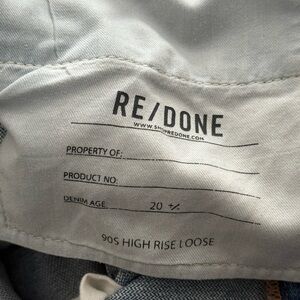 RE/DONE
WWW.SHOPREDONE.COM
PROPERTY OF:
PRODUCT NO:
DENIM AGE: 20 +/-
90S HIGH RISE LOOSE